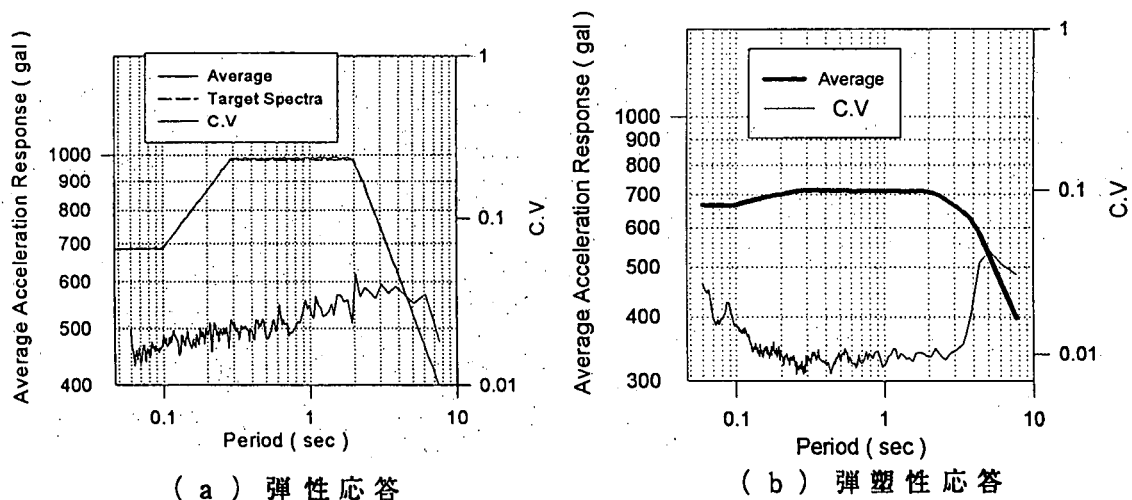 Average Acceleration Response ( gal )
1000
900
800
700
600
500
400
Average
Target Spectra
C.V
1
0.1
0.01
C.V
0.1
1
10
Period ( sec )
( a ) 弾性応答
Average Acceleration Response ( gal )
1000
900
800
700
600
500
400
300
Average
C.V
1
0.1
0.01
C.V
0.1
1
10
Period ( sec )
( b ) 弾塑性応答